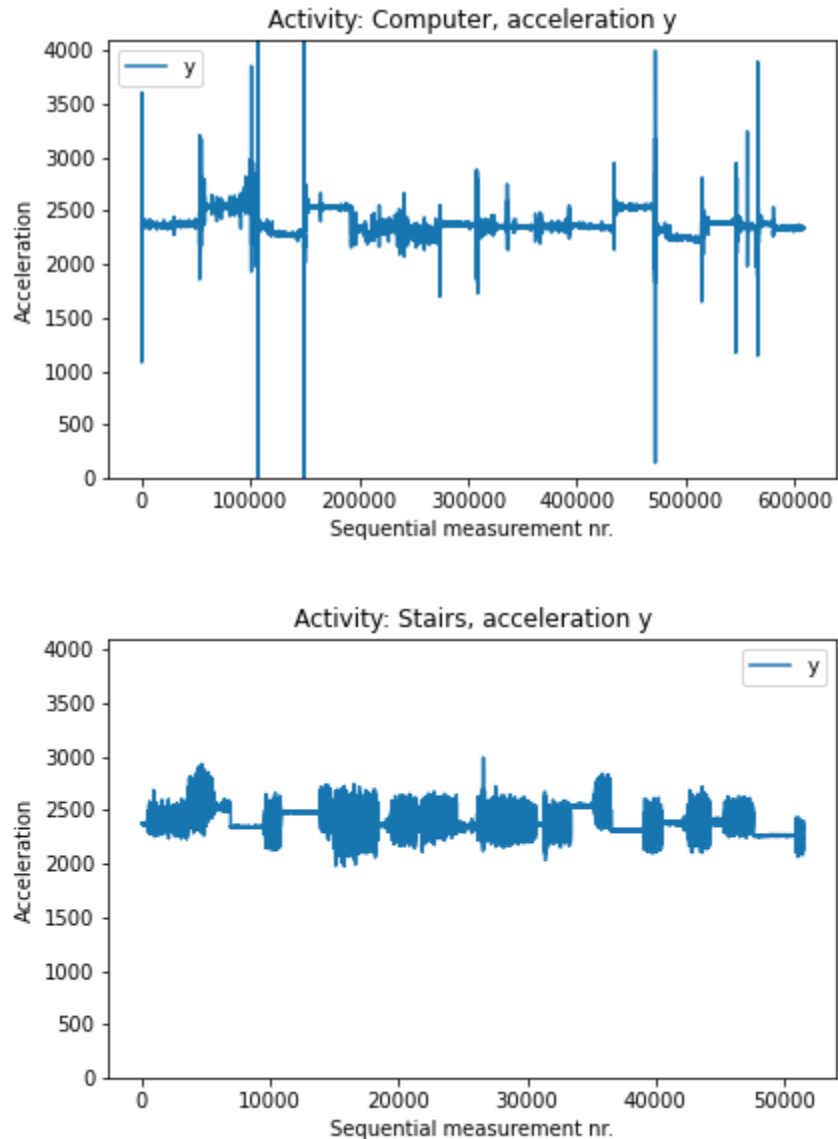 Activity: Computer, acceleration y
y
4000
3500
3000
2500
2000
1500
1000
500
0
Acceleration
0 100000 200000 300000 400000 500000 600000
Sequential measurement nr.
Activity: Stairs, acceleration y
y
4000
3500
3000
2500
2000
1500
1000
500
0
Acceleration
0 10000 20000 30000 40000 50000
Sequential measurement nr.